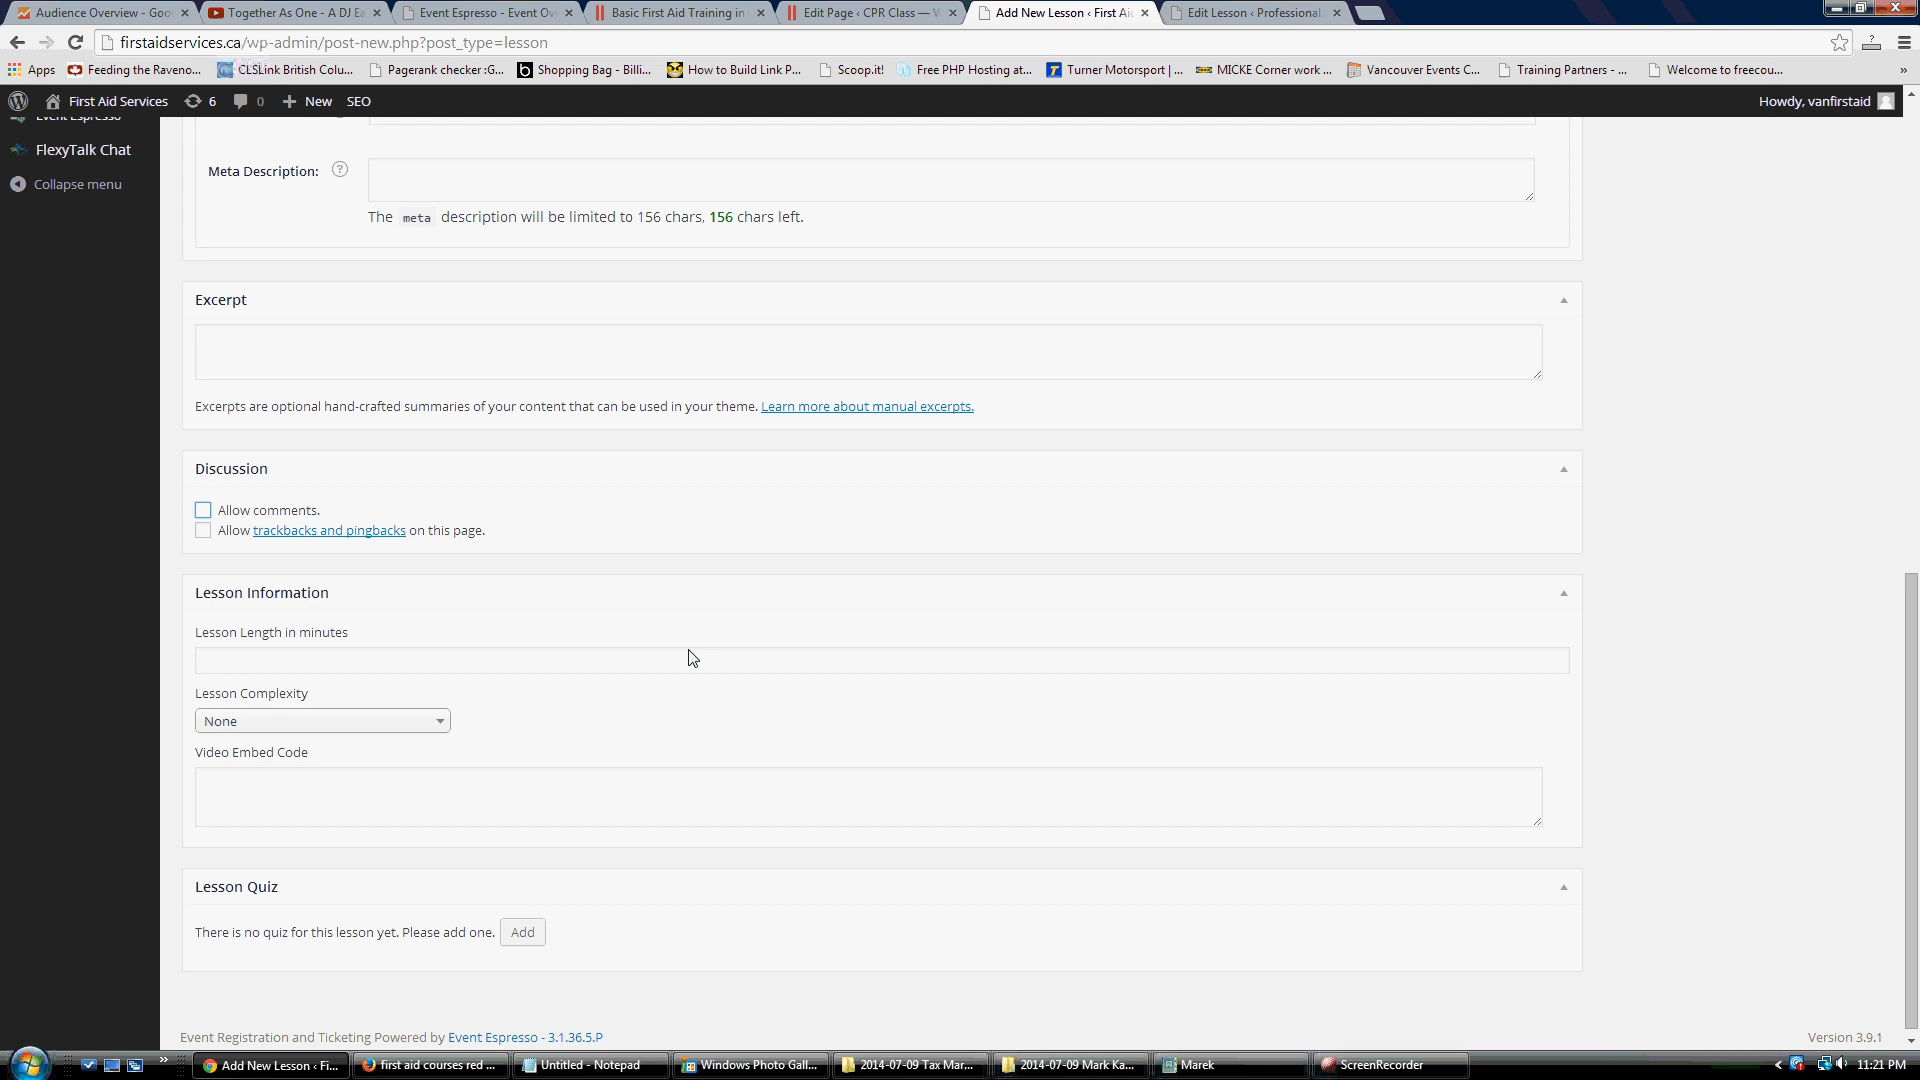 Audience Overview - Goo
Together As One - A DJ Ea
Event Espresso - Event Ov
Basic First Aid Training in
Edit Page ‹ CPR Class — W
Add New Lesson ‹ First Aid
Edit Lesson ‹ Professional
firstaidservices.ca/wp-admin/post-new.php?post_type=lesson
Apps
Feeding the Raveno...
CLSLink British Colu...
Pagerank checker :G...
Shopping Bag - Billi...
How to Build Link P...
Scoop.it!
Free PHP Hosting at...
Turner Motorsport | ...
MICKE Corner work ...
Vancouver Events C...
Training Partners - ...
Welcome to freecou...
»
First Aid Services
6
0
New
SEO
Howdy, vanfirstaid
Event Espresso
FlexyTalk Chat
Collapse menu
Meta Description:
?
The meta description will be limited to 156 chars, 156 chars left.
Excerpt
Excerpts are optional hand-crafted summaries of your content that can be used in your theme. Learn more about manual excerpts.
Discussion
Allow comments.
Allow trackbacks and pingbacks on this page.
Lesson Information
Lesson Length in minutes
Lesson Complexity
None
Video Embed Code
Lesson Quiz
There is no quiz for this lesson yet. Please add one.
Add
Event Registration and Ticketing Powered by Event Espresso - 3.1.36.5.P
Version 3.9.1
»
Add New Lesson ‹ Fi...
first aid courses red ...
Untitled - Notepad
Windows Photo Gall...
2014-07-09 Tax Mar...
2014-07-09 Mark Ka...
Marek
ScreenRecorder
11:21 PM